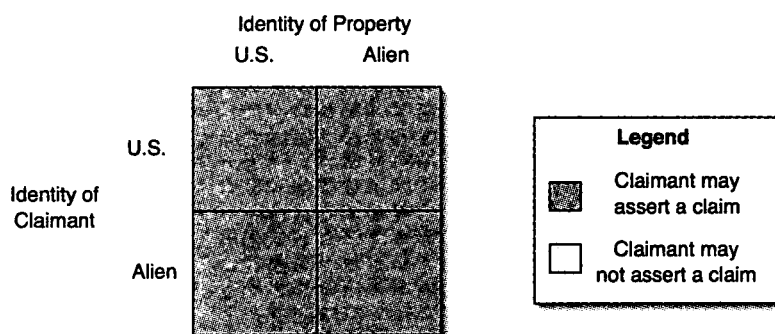 Identity of Property
U.S. Alien
U.S.
Identity of
Claimant
Alien
Legend
Claimant may
assert a claim
Claimant may
not assert a claim